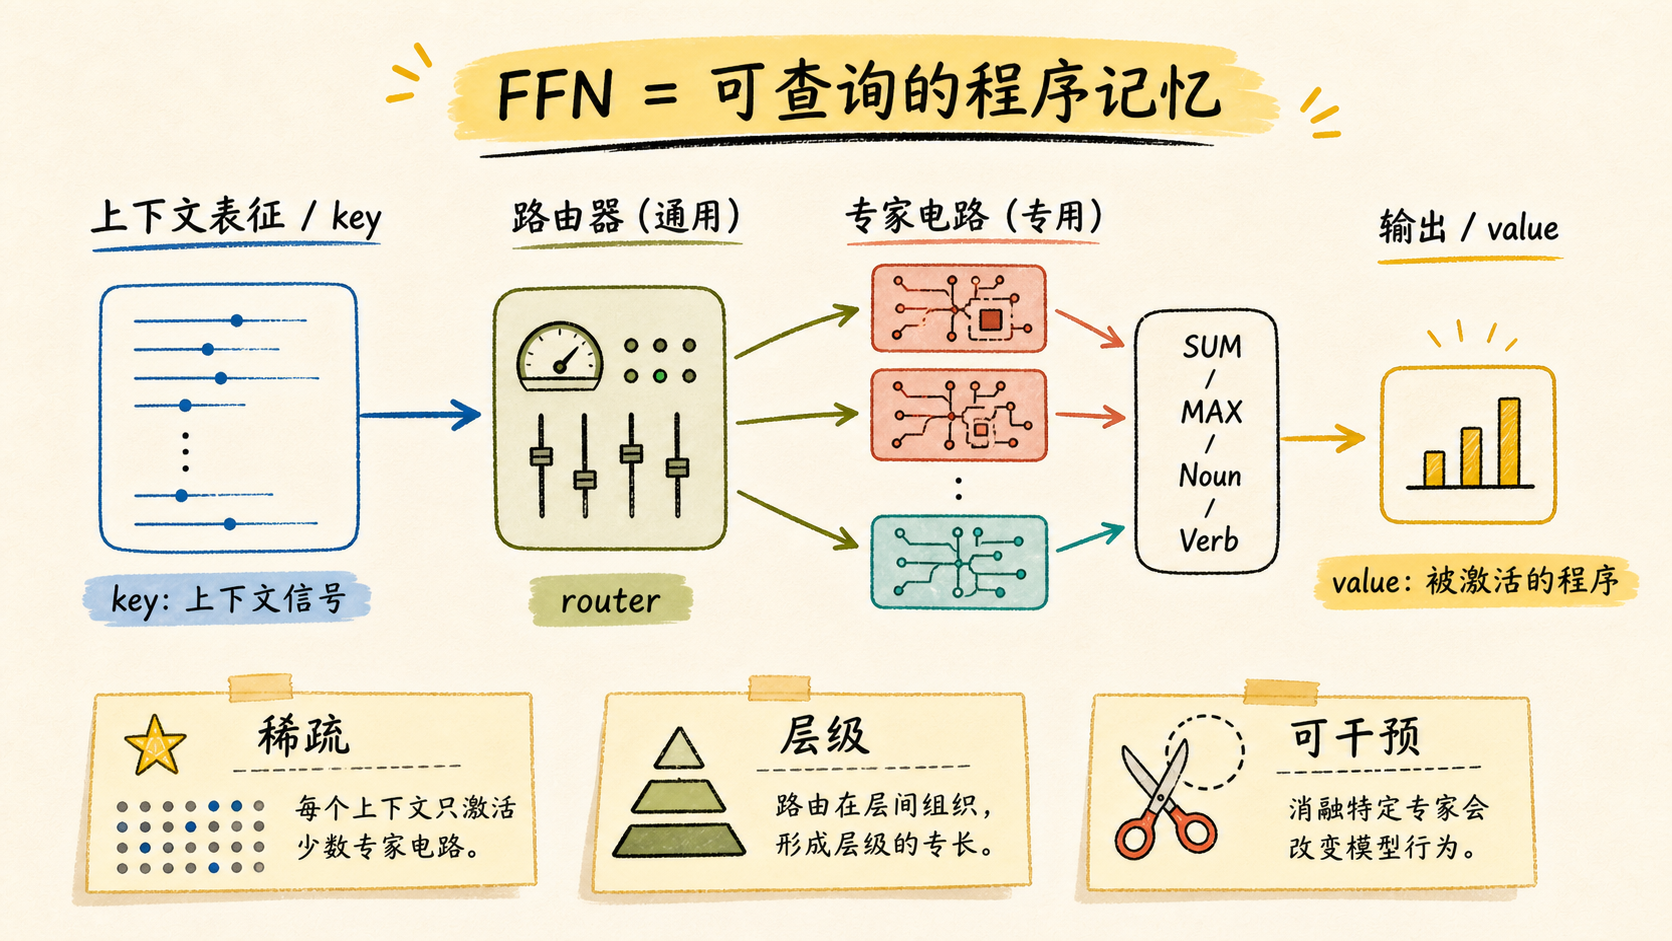 FFN = 可查询的程序记忆
上下文表征 / key
路由器 (通用)
专家电路 (专用)
输出 / value
SUM
/
MAX
/
Noun
/
Verb
key: 上下文信号
router
value: 被激活的程序
稀疏
每个上下文只激活
少数专家电路。
层级
路由在层间组织，
形成层级的专长。
可干预
消融特定专家会
改变模型行为。